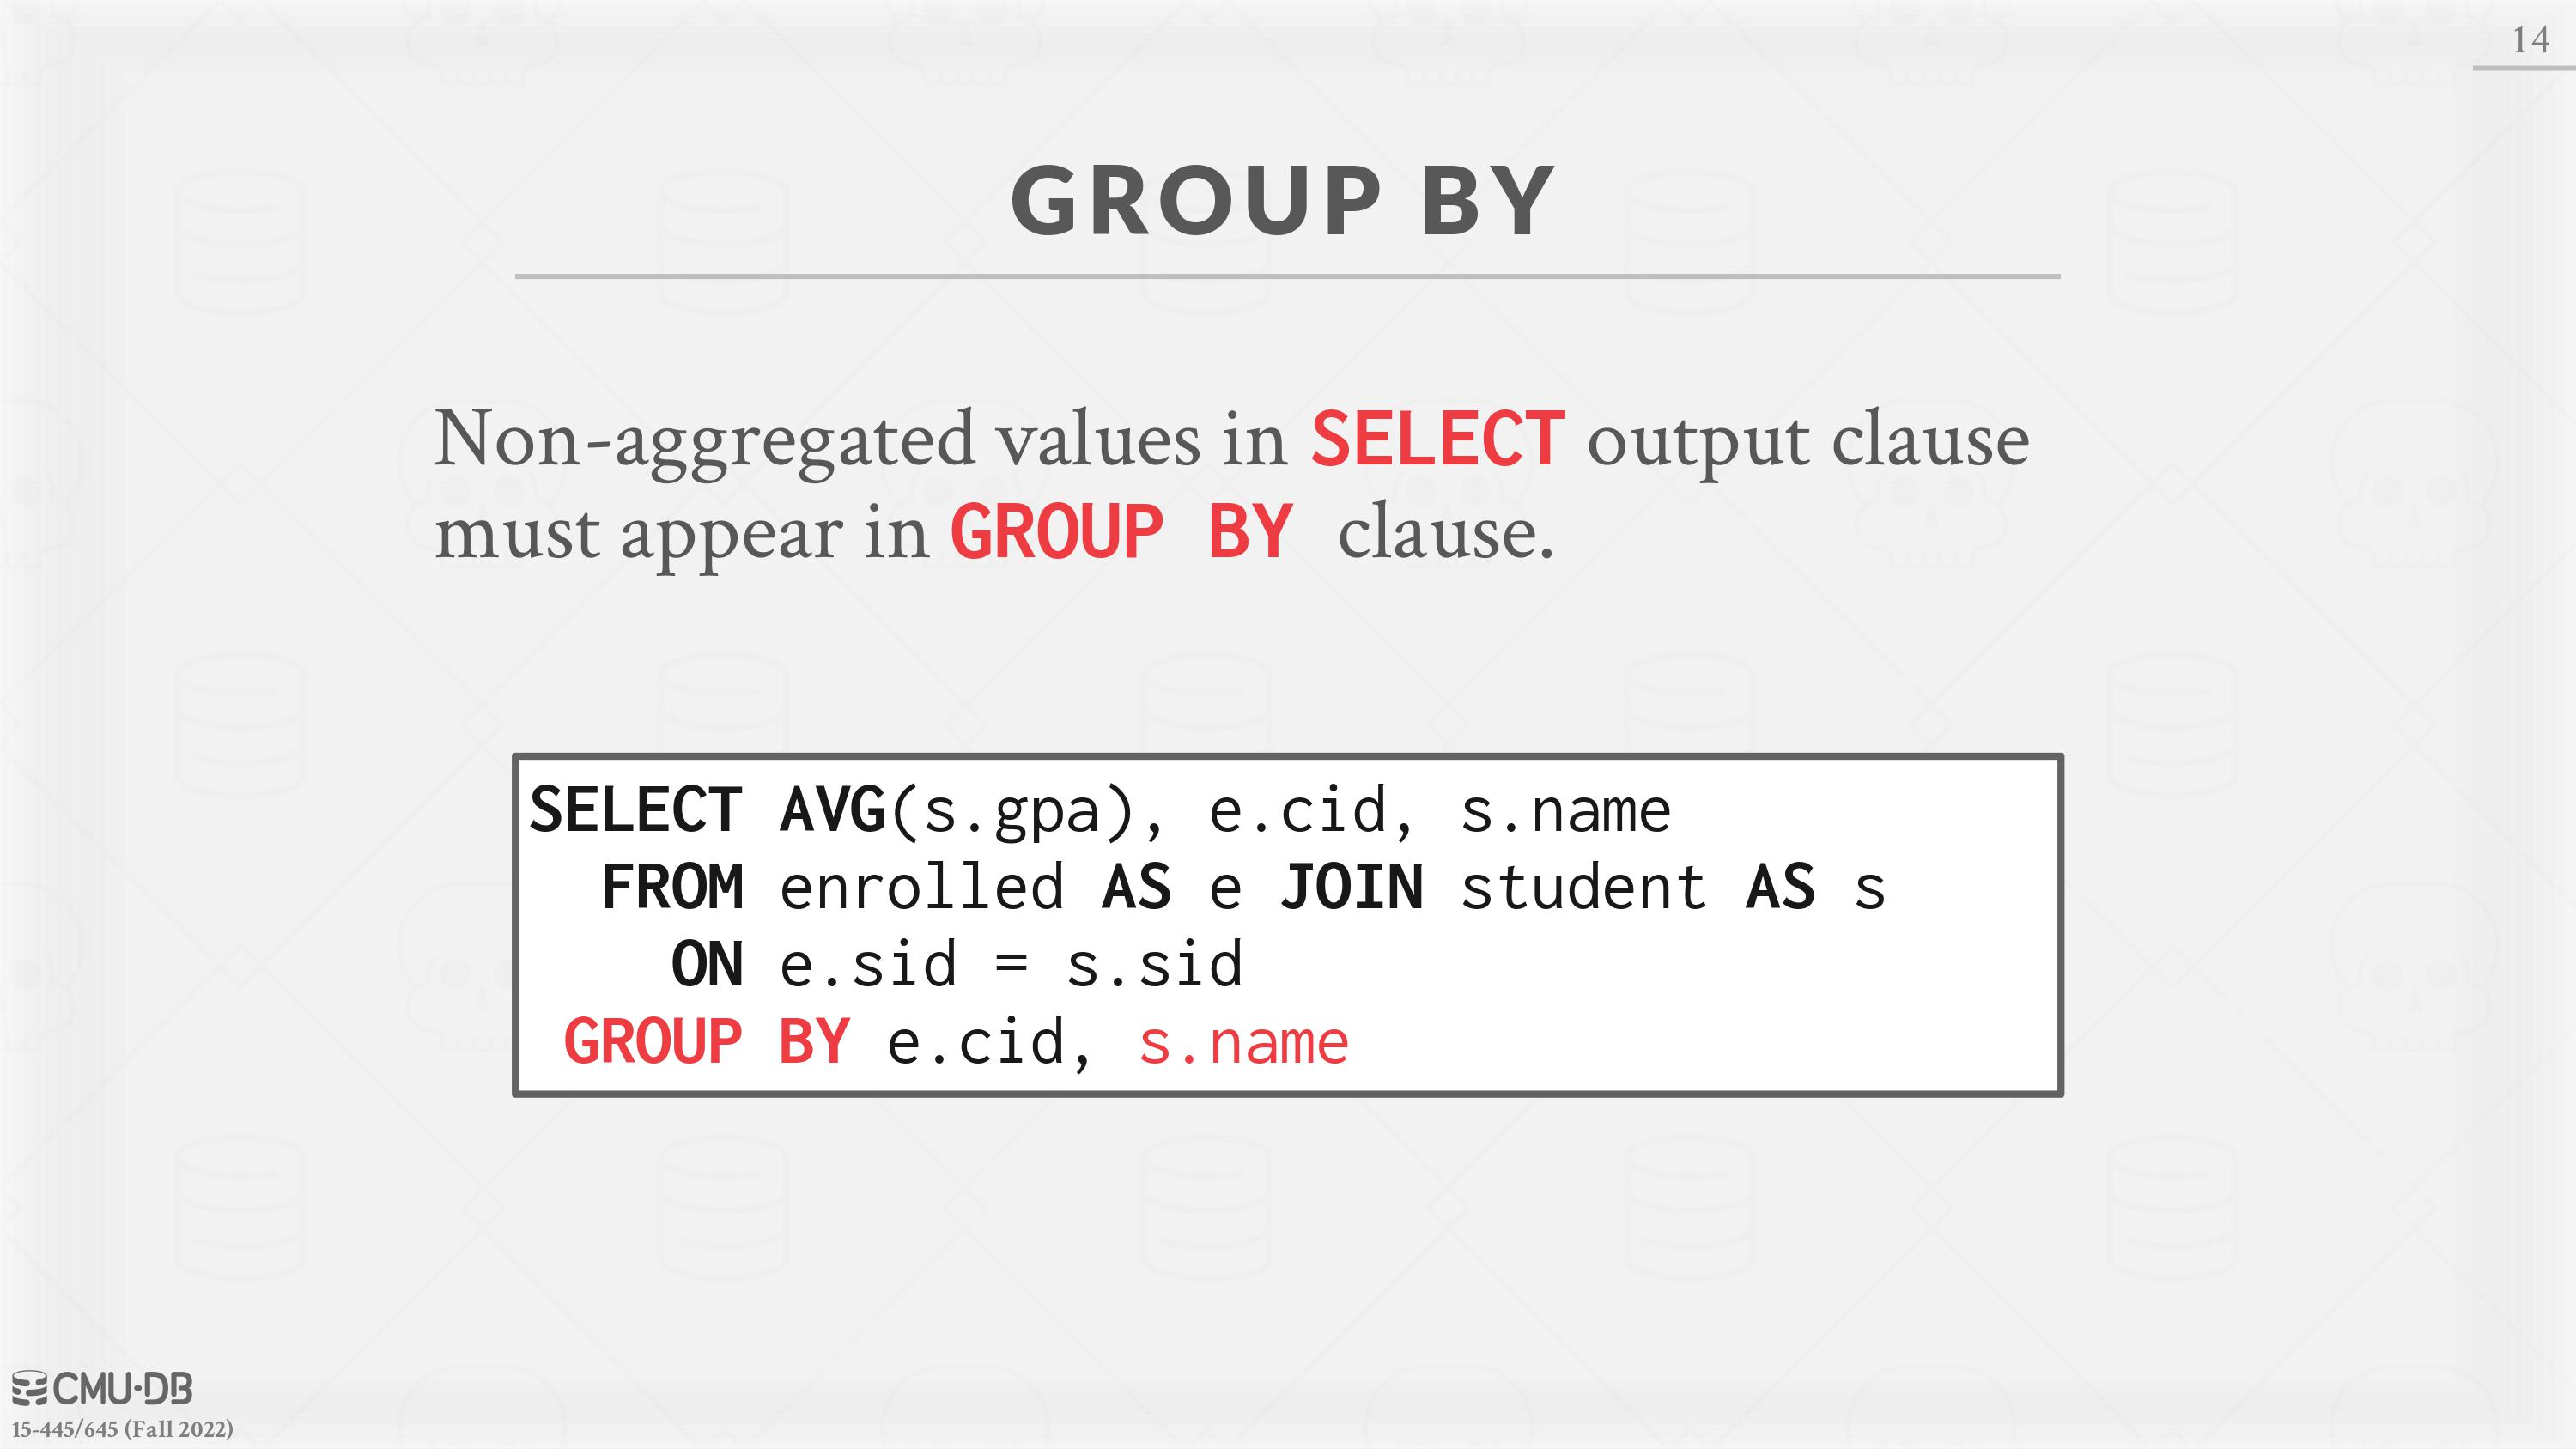 14
GROUP BY
Non-aggregated values in SELECT output clause
must appear in GROUP BY clause.
SELECT AVG(s.gpa), e.cid, s.name
FROM enrolled AS e JOIN student AS s
ON e.sid = s.sid
GROUP BY e.cid, s.name
CMU·DB
15-445/645 (Fall 2022)